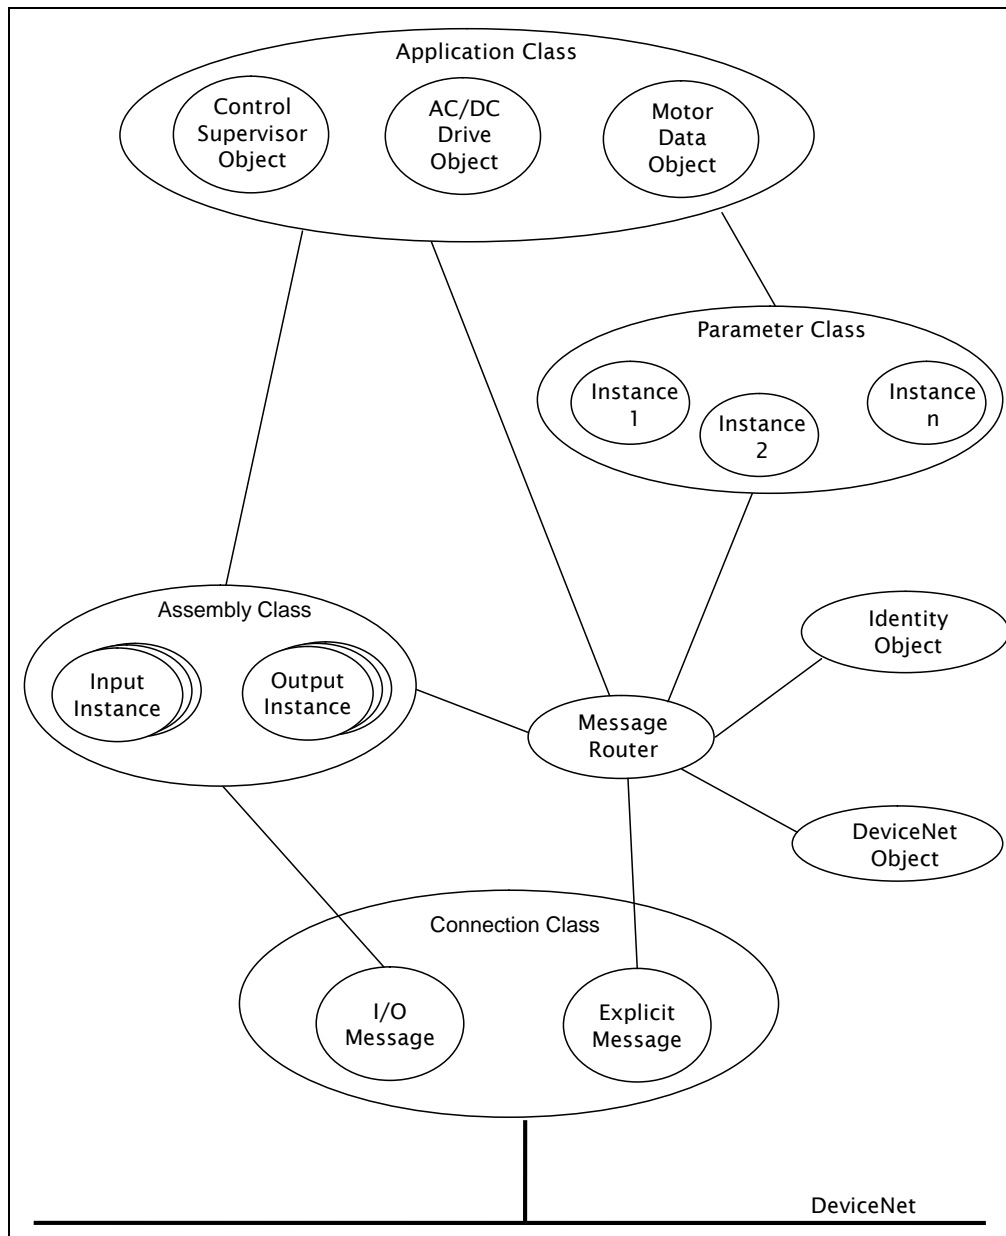 Application Class
Control
Supervisor
Object
AC/DC
Drive
Object
Motor
Data
Object
Parameter Class
Instance
1
Instance
2
Instance
n
Assembly Class
Input
Instance
Output
Instance
Identity
Object
Message
Router
DeviceNet
Object
Connection Class
I/O
Message
Explicit
Message
DeviceNet